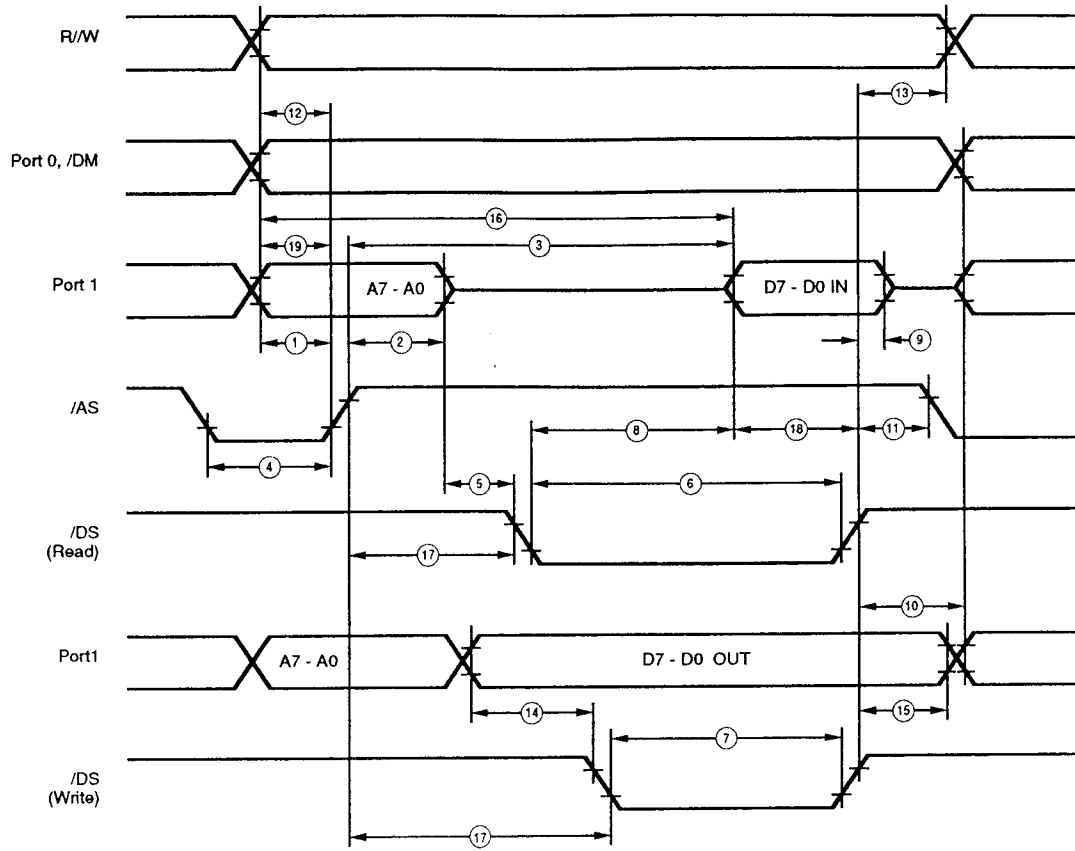 R//W
13
12
Port 0, /DM
16
19
3
Port 1
A7 - A0
D7 - D0 IN
1
2
9
/AS
8
18
11
4
5
6
/DS
(Read)
17
10
Port1
A7 - A0
D7 - D0 OUT
14
15
7
/DS
(Write)
17